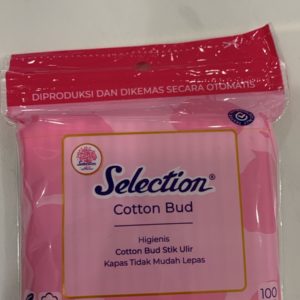 DIPRODUKSI DAN DIKEMAS SECARA OTOMATIS
Selection®
Cotton Bud
Higienis
Cotton Bud Stik Ulir
Kapas Tidak Mudah Lepas
100